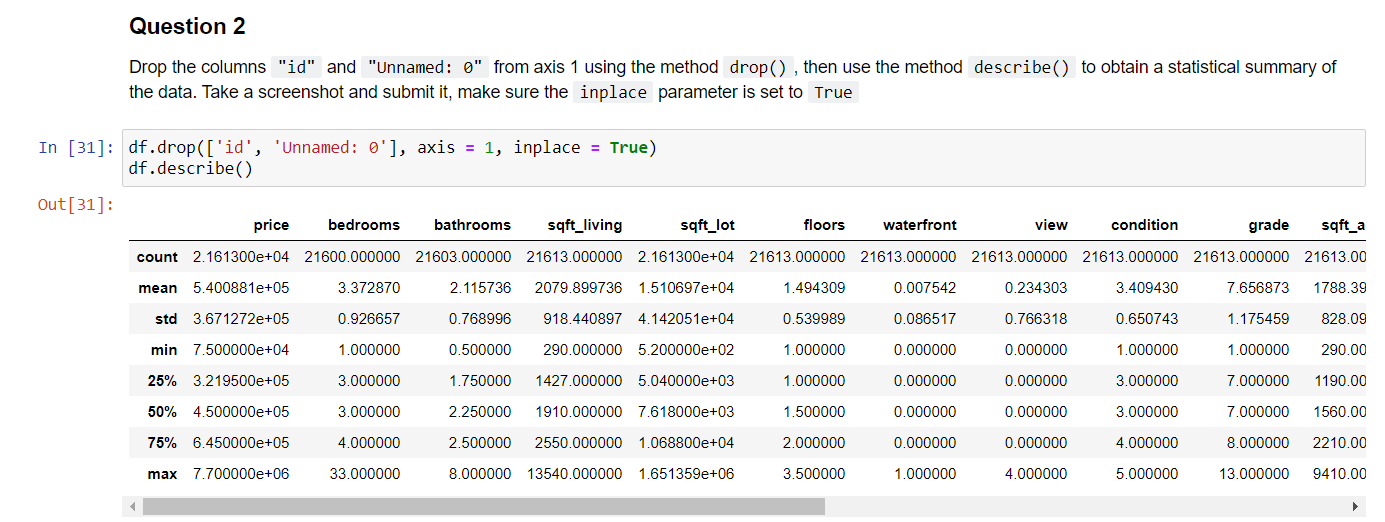 Question 2
Drop the columns "id" and "Unnamed: 0" from axis 1 using the method drop() , then use the method describe() to obtain a statistical summary of
the data. Take a screenshot and submit it, make sure the inplace parameter is set to True
In [31]: df.drop(['id', 'Unnamed: 0'], axis = 1, inplace = True)
df.describe()
Out[31]:
price bedrooms bathrooms sqft_living sqft_lot floors waterfront view condition grade sqft_a
count 2.161300e+04 21600.000000 21603.000000 21613.000000 2.161300e+04 21613.000000 21613.000000 21613.000000 21613.000000 21613.000000 21613.00
mean 5.400881e+05 3.372870 2.115736 2079.899736 1.510697e+04 1.494309 0.007542 0.234303 3.409430 7.656873 1788.39
std 3.671272e+05 0.926657 0.768996 918.440897 4.142051e+04 0.539989 0.086517 0.766318 0.650743 1.175459 828.09
min 7.500000e+04 1.000000 0.500000 290.000000 5.200000e+02 1.000000 0.000000 0.000000 1.000000 1.000000 290.00
25% 3.219500e+05 3.000000 1.750000 1427.000000 5.040000e+03 1.000000 0.000000 0.000000 3.000000 7.000000 1190.00
50% 4.500000e+05 3.000000 2.250000 1910.000000 7.618000e+03 1.500000 0.000000 0.000000 3.000000 7.000000 1560.00
75% 6.450000e+05 4.000000 2.500000 2550.000000 1.068800e+04 2.000000 0.000000 0.000000 4.000000 8.000000 2210.00
max 7.700000e+06 33.000000 8.000000 13540.000000 1.651359e+06 3.500000 1.000000 4.000000 5.000000 13.000000 9410.00